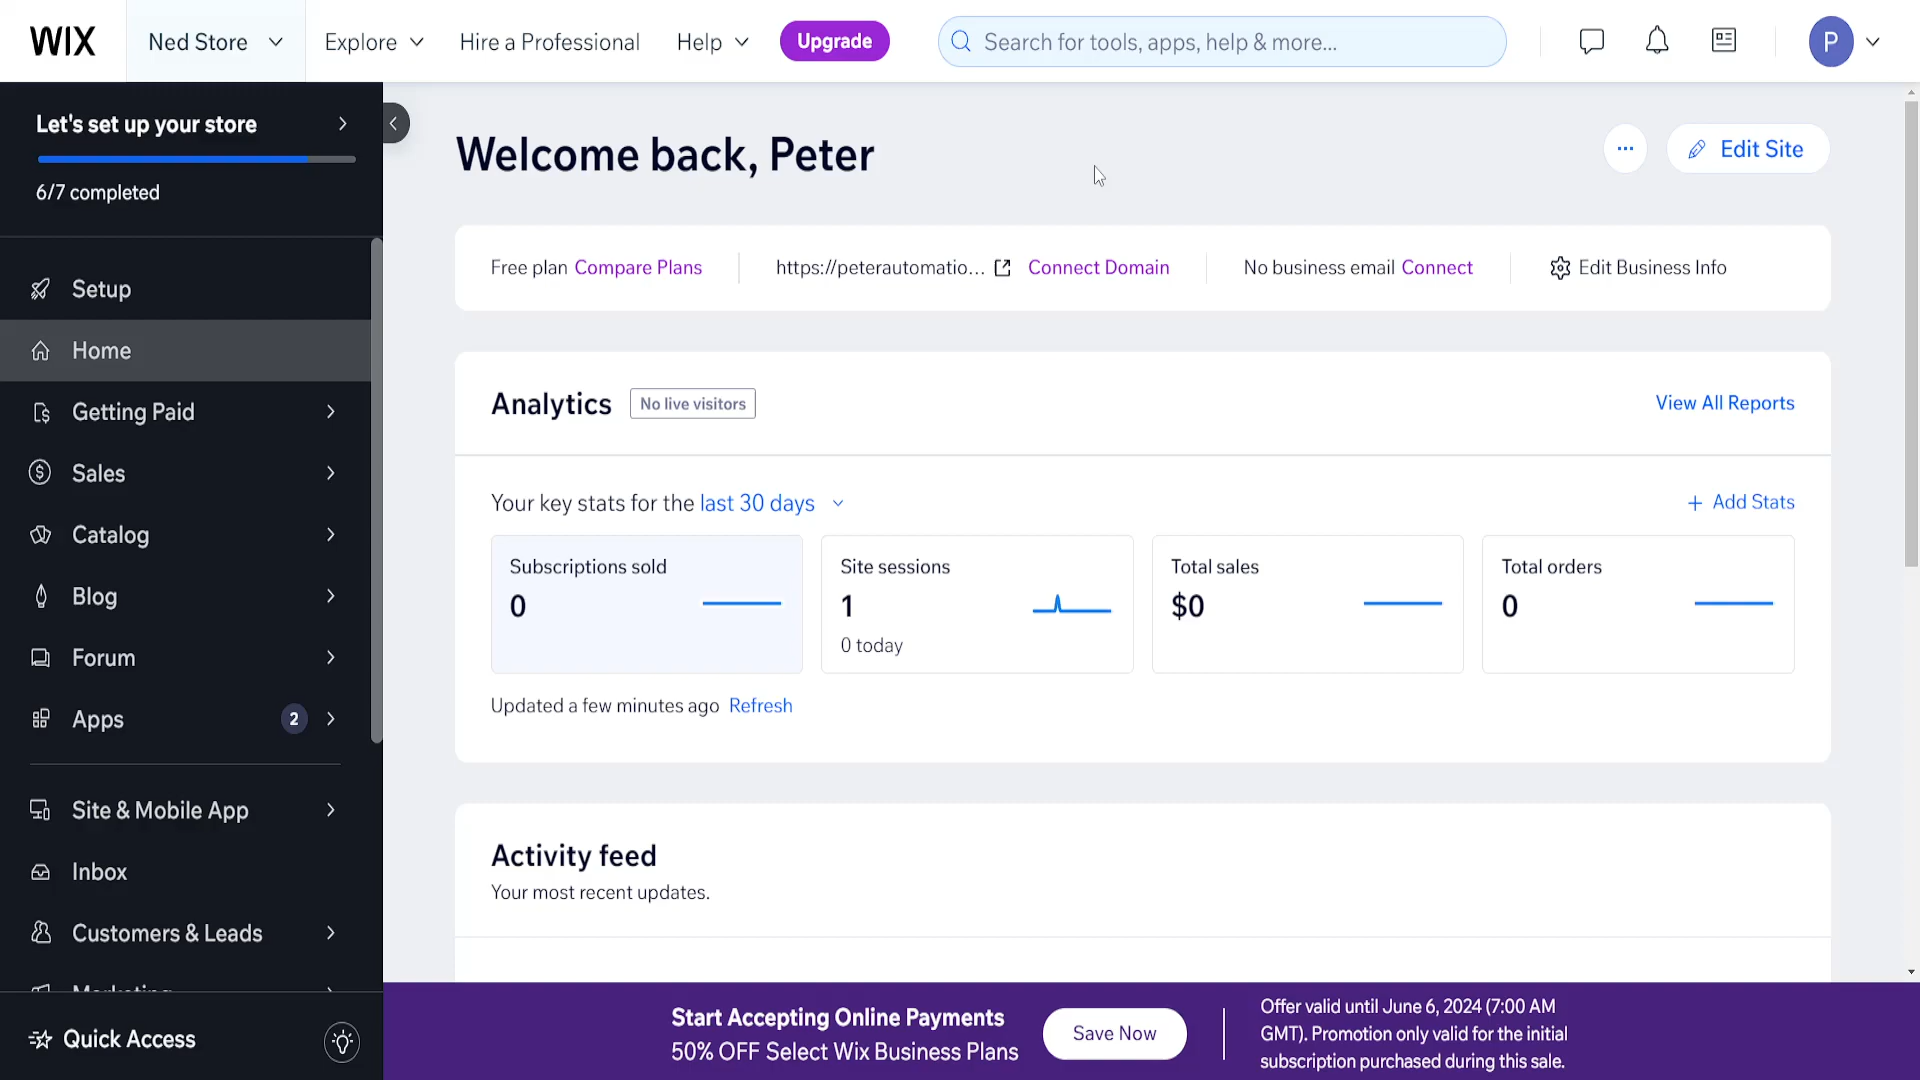 WIX
Ned Store
Explore
Hire a Professional
Help
Upgrade
Search for tools, apps, help & more...
P
Let's set up your store
6/7 completed
Setup
Home
Getting Paid
Sales
Catalog
Blog
Forum
Apps
2
Site & Mobile App
Inbox
Customers & Leads
Marketing
Quick Access
Welcome back, Peter
Edit Site
Free plan Compare Plans
https://peterautomatio... Connect Domain
No business email Connect
Edit Business Info
Analytics
No live visitors
View All Reports
Your key stats for the last 30 days
+ Add Stats
Subscriptions sold
0
Site sessions
1
0 today
Total sales
$0
Total orders
0
Updated a few minutes ago Refresh
Activity feed
Your most recent updates.
Start Accepting Online Payments
50% OFF Select Wix Business Plans
Save Now
Offer valid until June 6, 2024 (7:00 AM
GMT). Promotion only valid for the initial
subscription purchased during this sale.